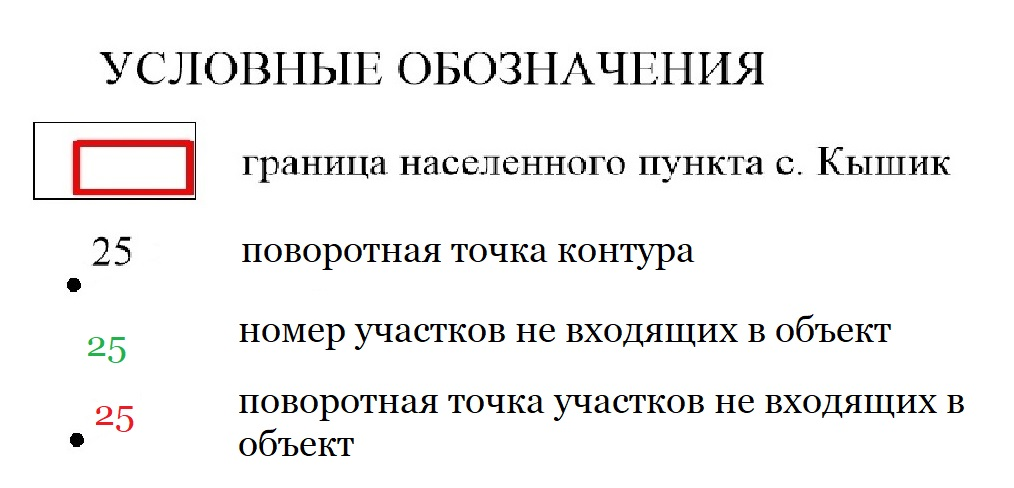 УСЛОВНЫЕ ОБОЗНАЧЕНИЯ
граница населенного пункта с. Кышик
25 поворотная точка контура
25 номер участков не входящих в объект
25 поворотная точка участков не входящих в
объект